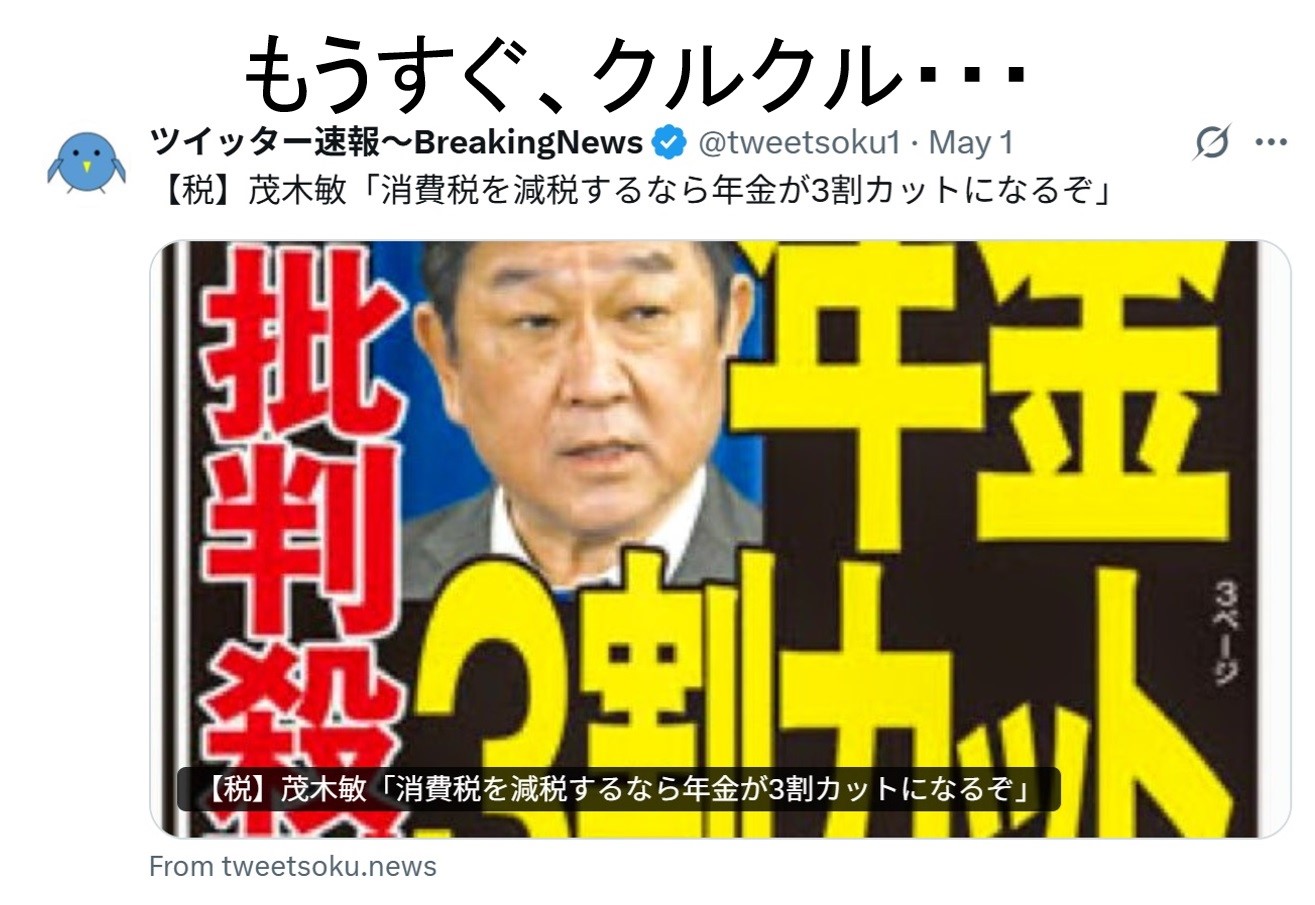 もうすぐ、クルクル・・・
ツイッター速報〜BreakingNews @tweetsoku1 · May 1
【税】茂木敏「消費税を減税するなら年金が3割カットになるぞ」
批判殺
年金
3割カット
3ページ
【税】茂木敏「消費税を減税するなら年金が3割カットになるぞ」
From tweetsoku.news